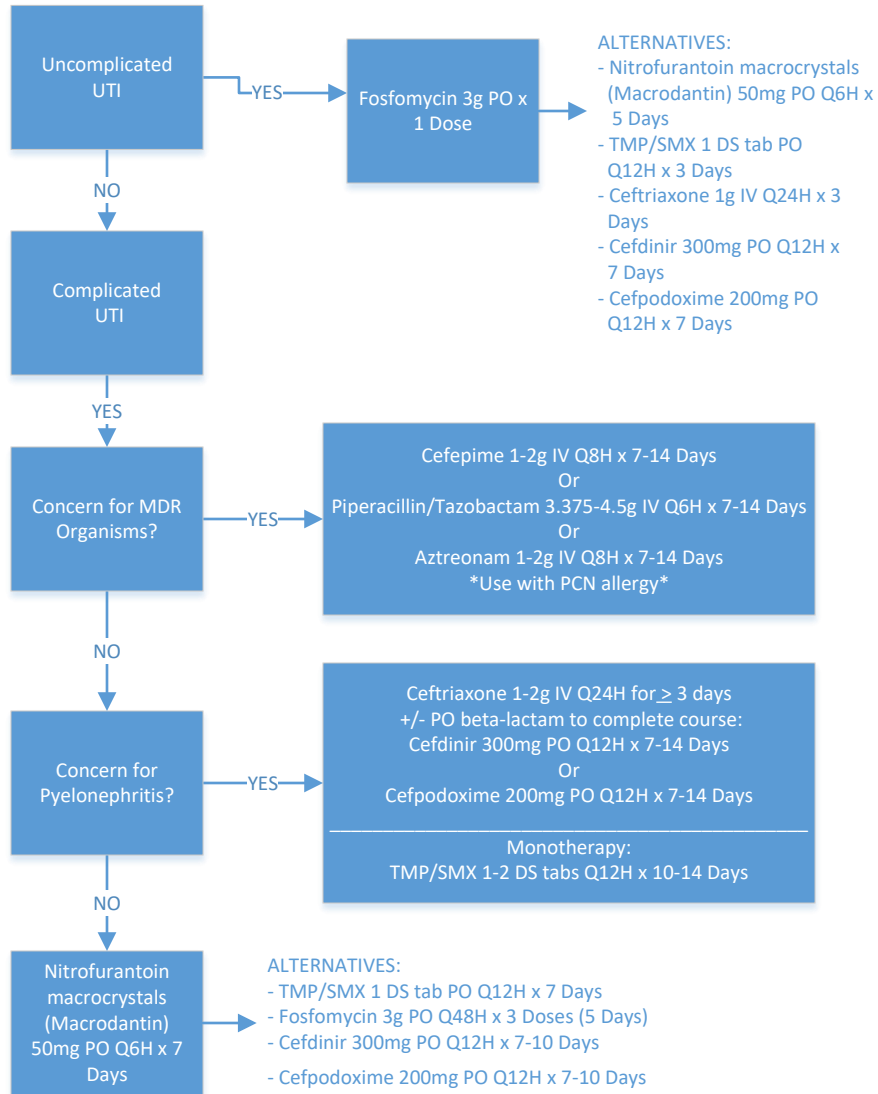 Uncomplicated
UTI
YES
Fosfomycin 3g PO x
1 Dose
ALTERNATIVES:
- Nitrofurantoin macrocrystals
(Macrodantin) 50mg PO Q6H x
5 Days
- TMP/SMX 1 DS tab PO
Q12H x 3 Days
- Ceftriaxone 1g IV Q24H x 3
Days
- Cefdinir 300mg PO Q12H x
7 Days
- Cefpodoxime 200mg PO
Q12H x 7 Days
NO
Complicated
UTI
YES
Concern for MDR
Organisms?
YES
Cefepime 1-2g IV Q8H x 7-14 Days
Or
Piperacillin/Tazobactam 3.375-4.5g IV Q6H x 7-14 Days
Or
Aztreonam 1-2g IV Q8H x 7-14 Days
*Use with PCN allergy*
NO
Concern for
Pyelonephritis?
YES
Ceftriaxone 1-2g IV Q24H for ≥ 3 days
+/- PO beta-lactam to complete course:
Cefdinir 300mg PO Q12H x 7-14 Days
Or
Cefpodoxime 200mg PO Q12H x 7-14 Days
Monotherapy:
TMP/SMX 1-2 DS tabs Q12H x 10-14 Days
NO
Nitrofurantoin
macrocrystals
(Macrodantin)
50mg PO Q6H x 7
Days
ALTERNATIVES:
- TMP/SMX 1 DS tab PO Q12H x 7 Days
- Fosfomycin 3g PO Q48H x 3 Doses (5 Days)
- Cefdinir 300mg PO Q12H x 7-10 Days
- Cefpodoxime 200mg PO Q12H x 7-10 Days